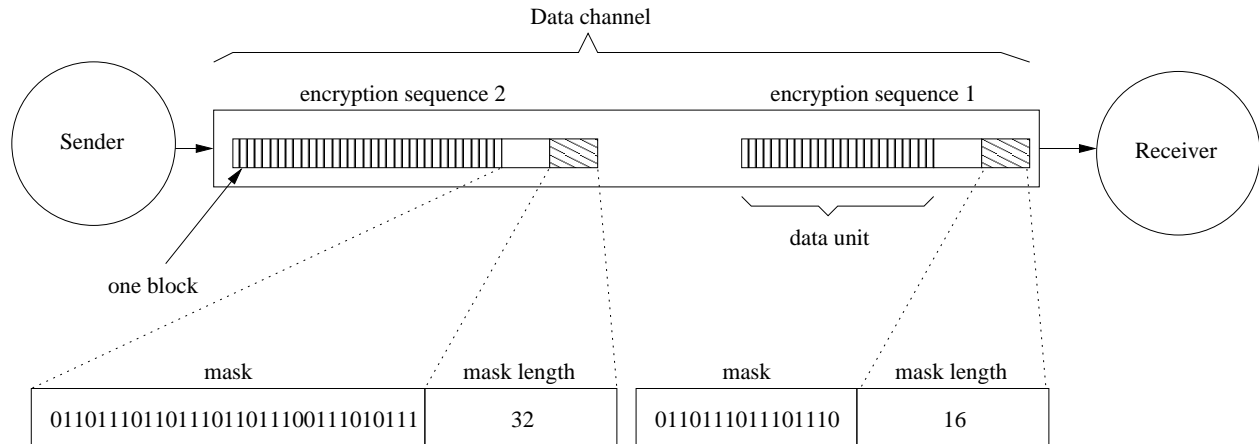 Data channel
encryption sequence 2
encryption sequence 1
Sender
Receiver
data unit
one block
mask
mask length
mask
mask length
01101110110111011011100111010111
32
0110111011101110
16